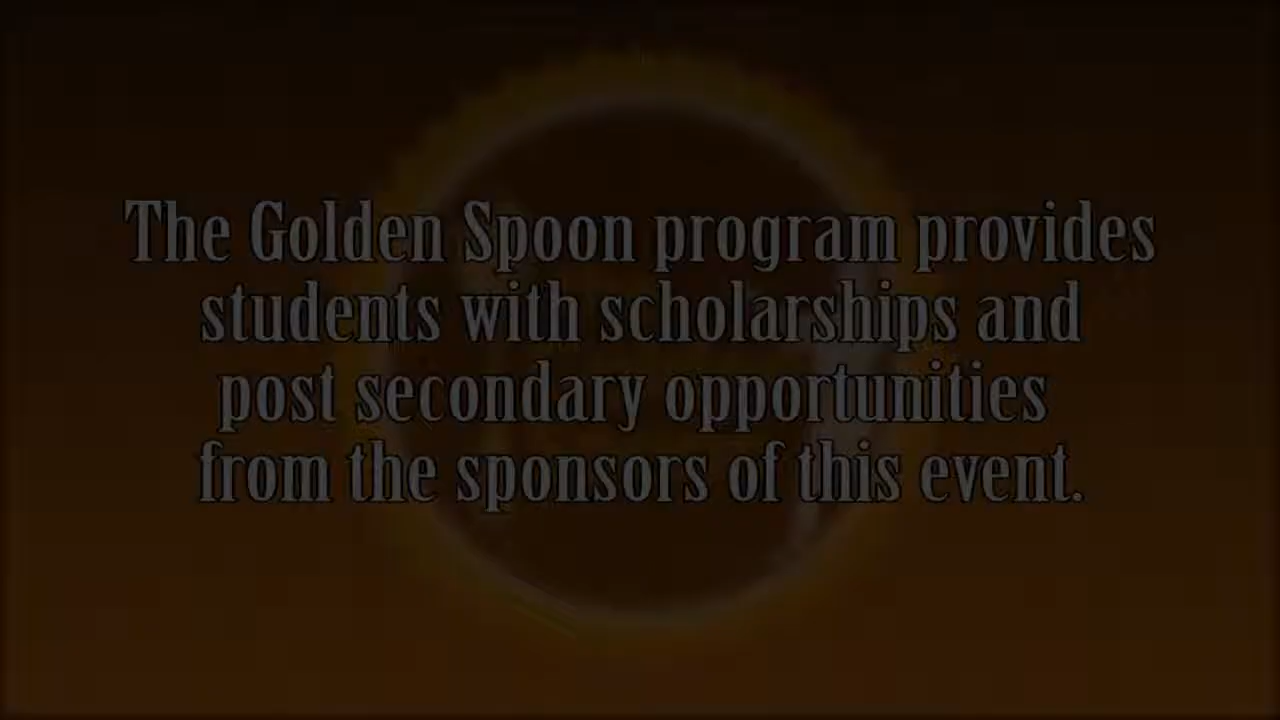 The Golden Spoon program provides
students with scholarships and
post secondary opportunities
from the sponsors of this event.